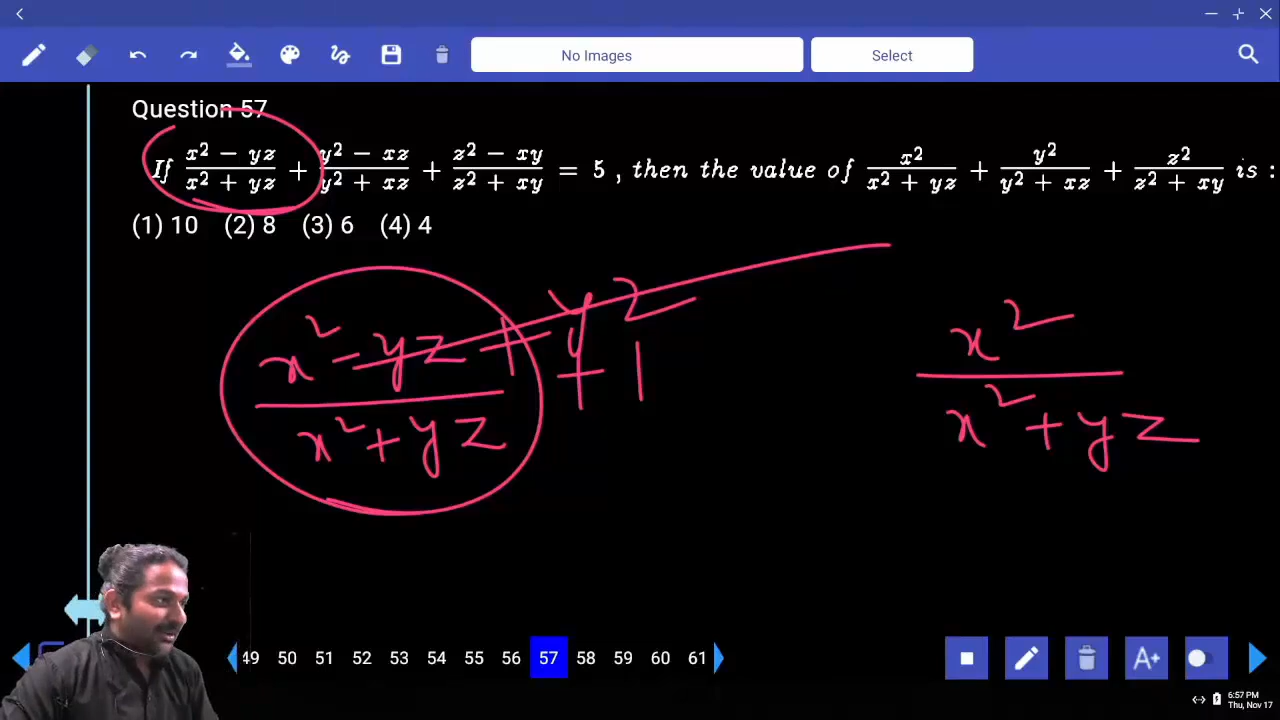 No Images Select
Question 57
If x² − yz / x² + yz + y² − xz / y² + xz + z² − xy / z² + xy = 5 , then the value of x² / x² + yz + y² / y² + xz + z² / z² + xy is :
(1) 10 (2) 8 (3) 6 (4) 4
x² − yz
x² + yz
+ 1
x²
x² + yz
49 50 51 52 53 54 55 56 57 58 59 60 61
A+
6:57 PM
Thu, Nov 17